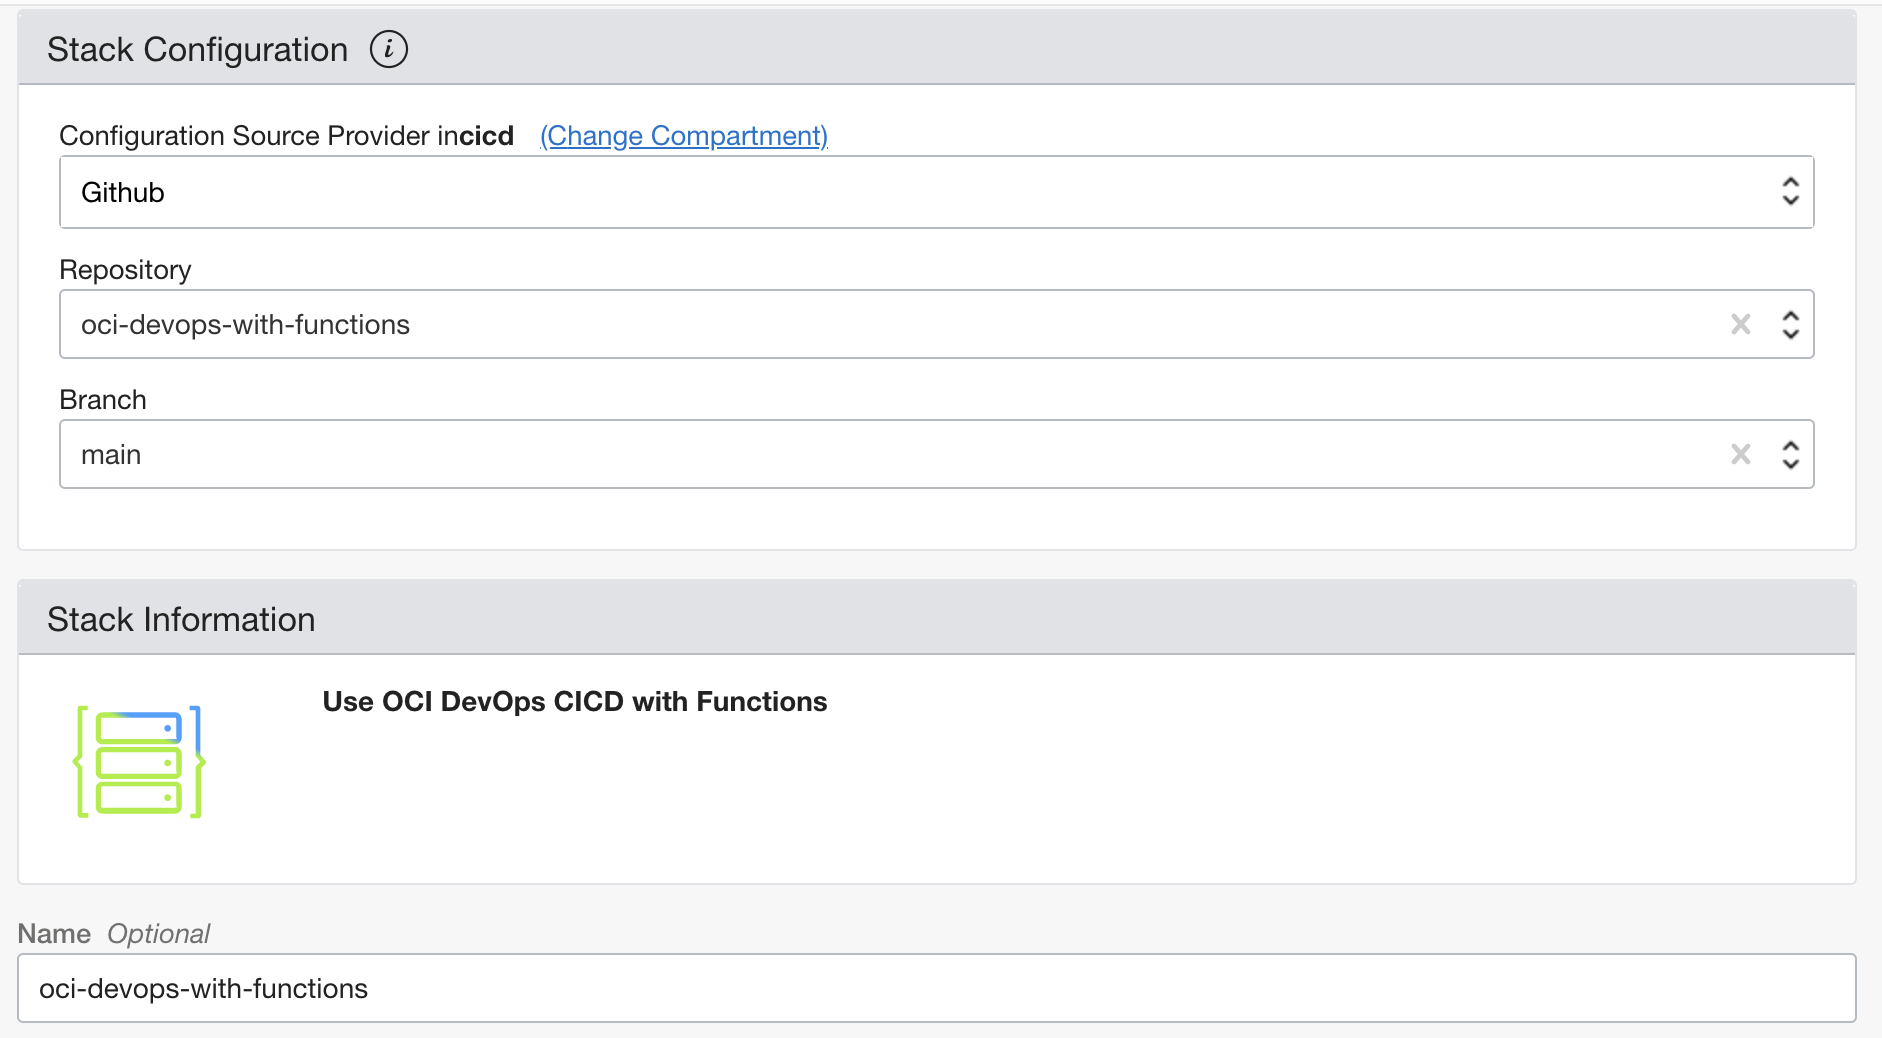 Stack Configuration i
Configuration Source Provider incicd (Change Compartment)
Github
Repository
oci-devops-with-functions
Branch
main
Stack Information
Use OCI DevOps CICD with Functions
Name Optional
oci-devops-with-functions